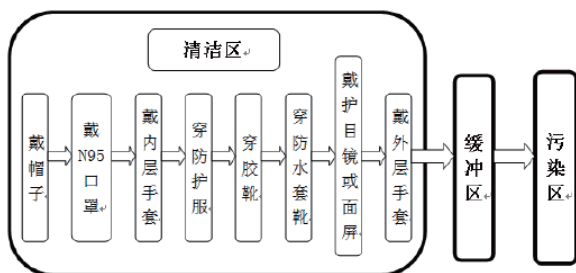 清洁区
戴帽子
戴N95口罩
戴内层手套
穿防护服
穿胶靴
穿防水套靴
戴护目镜或面屏
戴外层手套
缓冲区
污染区